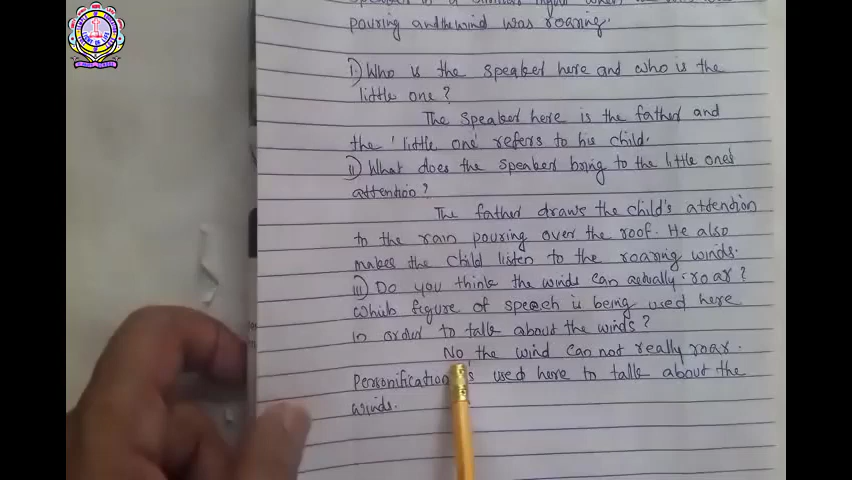 pouring and the wind was roaring.
i) Who is the speaker here and who is the
little one?
The speaker here is the father and
the 'little one' refers to his child.
ii) What does the speaker bring to the little one's
attention?
The father draws the child's attention
to the rain pouring over the roof. He also
makes the child listen to the roaring winds.
iii) Do you think the winds can actually 'roar?
which figure of speech is being used here
in order to talk about the winds?
No the wind can not really roar.
Personification is used here to talk about the
winds.